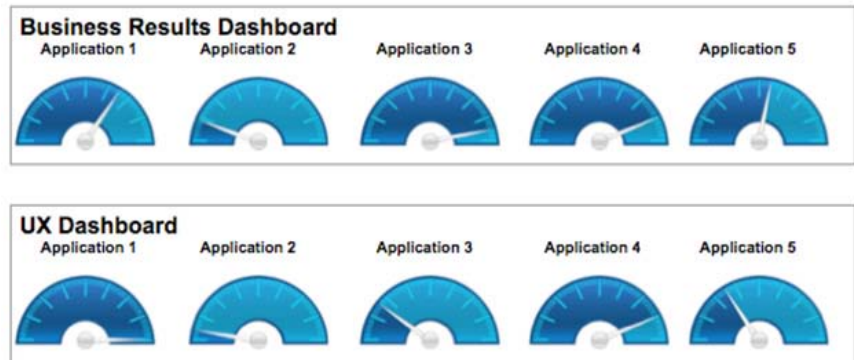 Business Results Dashboard
Application 1 Application 2 Application 3 Application 4 Application 5
UX Dashboard
Application 1 Application 2 Application 3 Application 4 Application 5